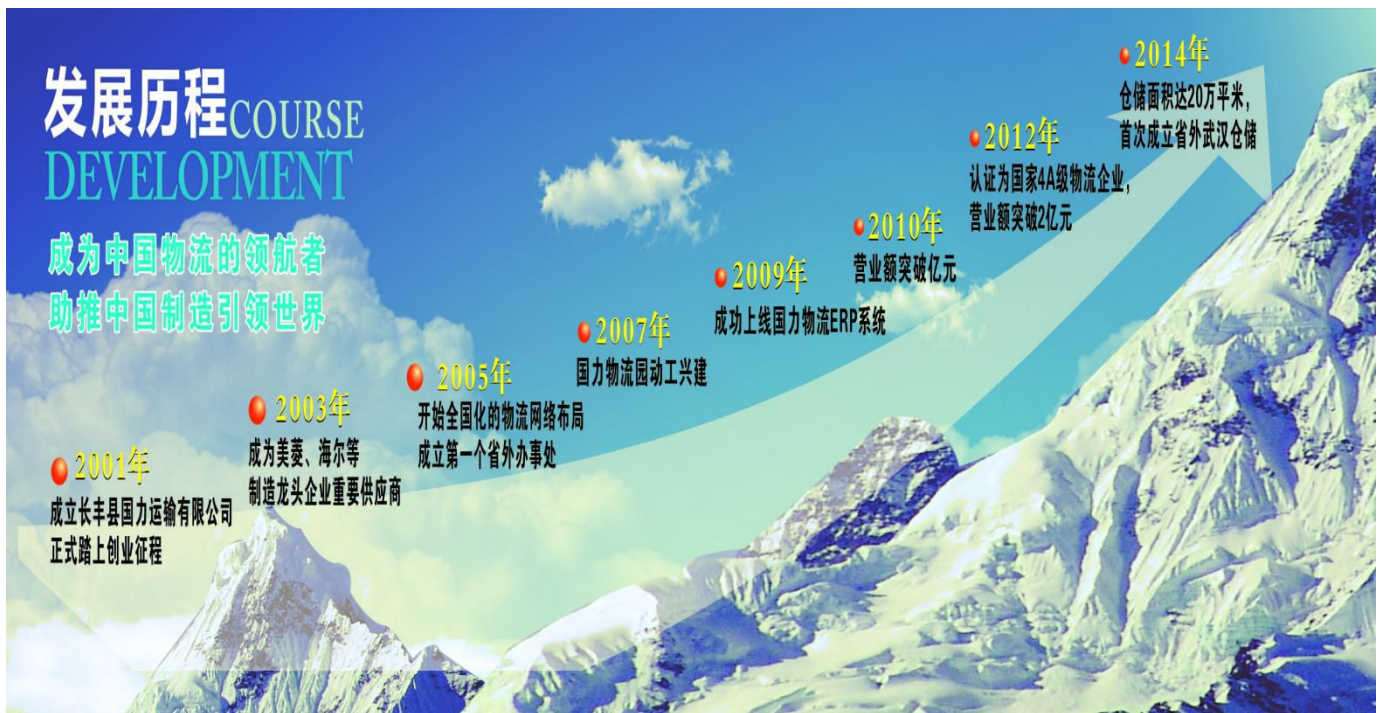 发展历程COURSE
DEVELOPMENT
成为中国物流的领航者
助推中国制造引领世界
2001年
成立长丰县国力运输有限公司
正式踏上创业征程
2003年
成为美菱、海尔等
制造龙头企业重要供应商
2005年
开始全国化的物流网络布局
成立第一个省外办事处
2007年
国力物流园动工兴建
2009年
成功上线国力物流ERP系统
2010年
营业额突破亿元
2012年
认证为国家4A级物流企业，
营业额突破2亿元
2014年
仓储面积达20万平米，
首次成立省外武汉仓储